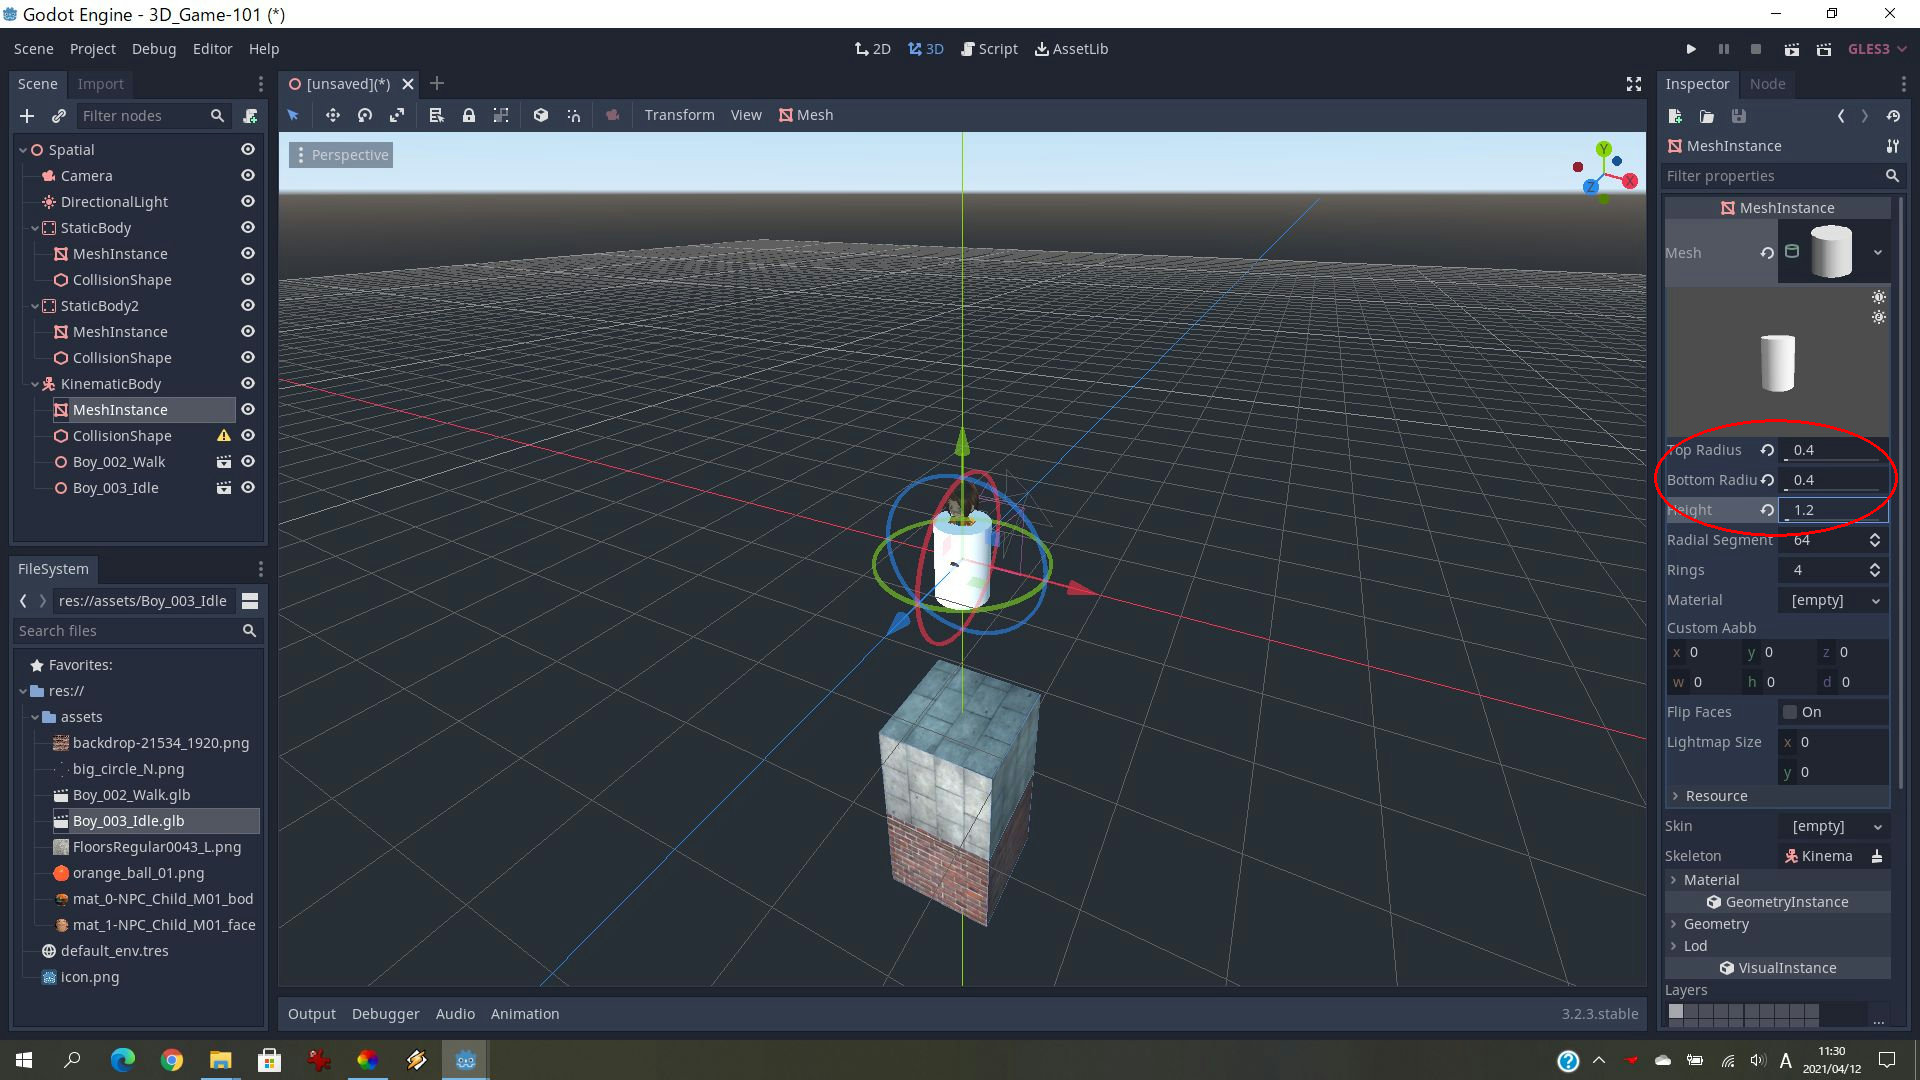 Godot Engine - 3D_Game-101 (*)
Scene Project Debug Editor Help
2D 3D Script AssetLib
GLES3
Scene Import
[unsaved](*)
Inspector Node
Filter nodes
Transform View Mesh
MeshInstance
Filter properties
Spatial
Camera
DirectionalLight
StaticBody
MeshInstance
CollisionShape
StaticBody2
MeshInstance
CollisionShape
KinematicBody
MeshInstance
CollisionShape
Boy_002_Walk
Boy_003_Idle
FileSystem
res://assets/Boy_003_Idle
Search files
Favorites:
res://
assets
backdrop-21534_1920.png
big_circle_N.png
Boy_002_Walk.glb
Boy_003_Idle.glb
FloorsRegular0043_L.png
orange_ball_01.png
mat_0-NPC_Child_M01_bod
mat_1-NPC_Child_M01_face
default_env.tres
icon.png
Perspective
Y
X
Z
Output Debugger Audio Animation
3.2.3.stable
MeshInstance
Mesh
Top Radius 0.4
Bottom Radiu 0.4
Height 1.2
Radial Segment 64
Rings 4
Material [empty]
Custom Aabb
x 0 y 0 z 0
w 0 h 0 d 0
Flip Faces On
Lightmap Size x 0
y 0
Resource
Skin [empty]
Skeleton Kinema
Material
GeometryInstance
Geometry
Lod
VisualInstance
Layers
...
A
11:30
2021/04/12